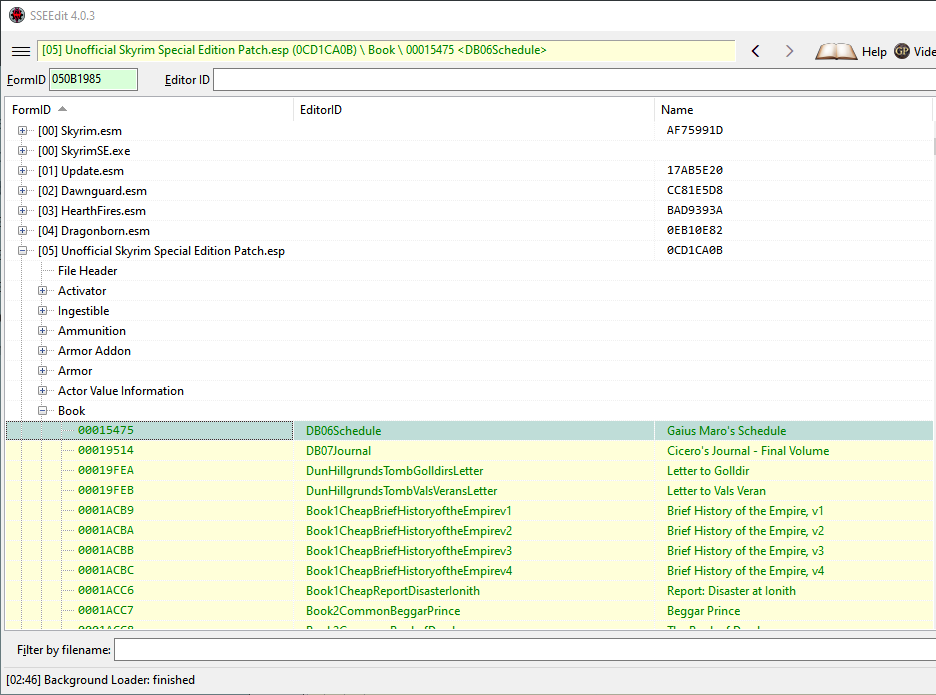 SSEEdit 4.0.3
[05] Unofficial Skyrim Special Edition Patch.esp (0CD1CA0B) \ Book \ 00015475 <DB06Schedule>
Help GP Vide
FormID 050B1985 Editor ID
FormID EditorID Name
[00] Skyrim.esm AF75991D
[00] SkyrimSE.exe
[01] Update.esm 17AB5E20
[02] Dawnguard.esm CC81E5D8
[03] HearthFires.esm BAD9393A
[04] Dragonborn.esm 0EB10E82
[05] Unofficial Skyrim Special Edition Patch.esp 0CD1CA0B
File Header
Activator
Ingestible
Ammunition
Armor Addon
Armor
Actor Value Information
Book
00015475 DB06Schedule Gaius Maro's Schedule
00019514 DB07Journal Cicero's Journal - Final Volume
00019FEA DunHillgrundsTombGolldirsLetter Letter to Golldir
00019FEB DunHillgrundsTombValsVeransLetter Letter to Vals Veran
0001ACB9 Book1CheapBriefHistoryoftheEmpirev1 Brief History of the Empire, v1
0001ACBA Book1CheapBriefHistoryoftheEmpirev2 Brief History of the Empire, v2
0001ACBB Book1CheapBriefHistoryoftheEmpirev3 Brief History of the Empire, v3
0001ACBC Book1CheapBriefHistoryoftheEmpirev4 Brief History of the Empire, v4
0001ACC6 Book1CheapReportDisasterIonith Report: Disaster at Ionith
0001ACC7 Book2CommonBeggarPrince Beggar Prince
Filter by filename:
[02:46] Background Loader: finished